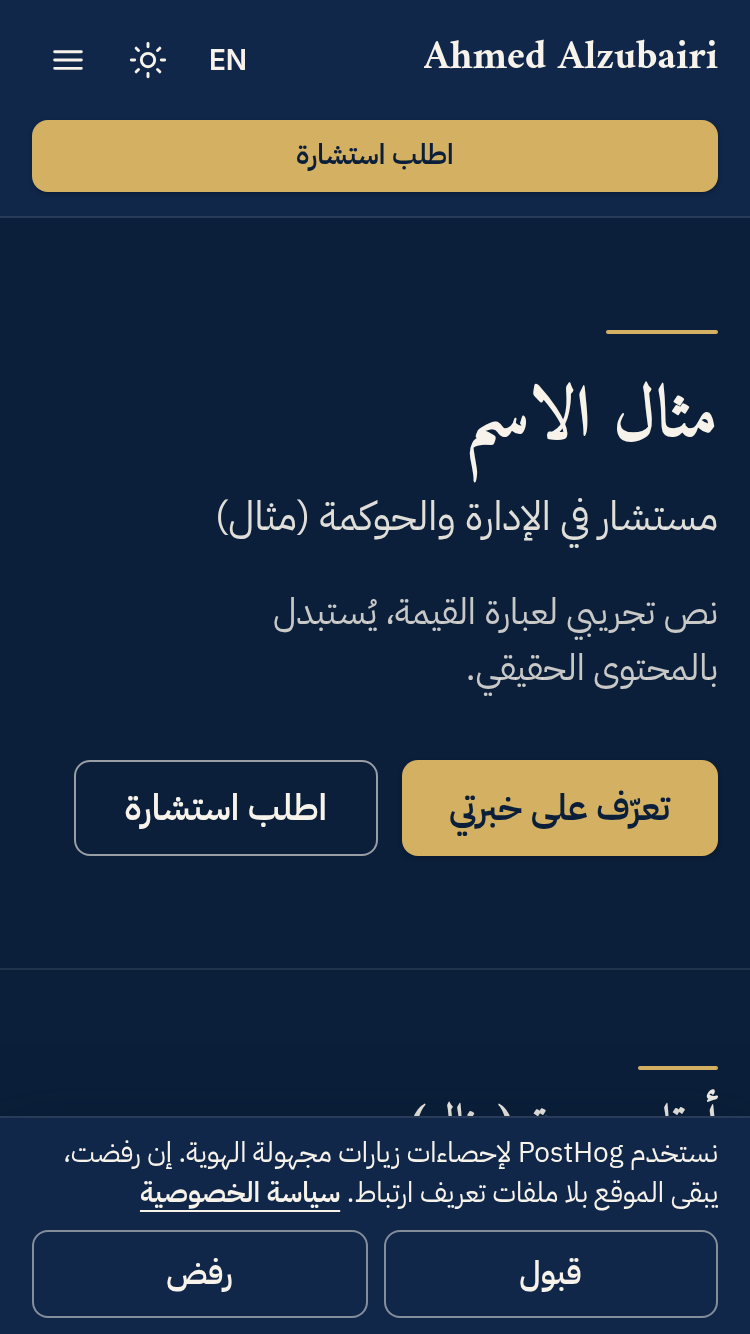 Ahmed Alzubairi
EN
اطلب استشارة
مثال الاسم
مستشار في الإدارة والحوكمة (مثال)
نص تجريبي لعبارة القيمة، يُستبدل
بالمحتوى الحقيقي.
تعرّف على خبرتي
اطلب استشارة
نستخدم PostHog لإحصاءات زيارات مجهولة الهوية. إن رفضت،
يبقى الموقع بلا ملفات تعريف ارتباط. سياسة الخصوصية
قبول
رفض